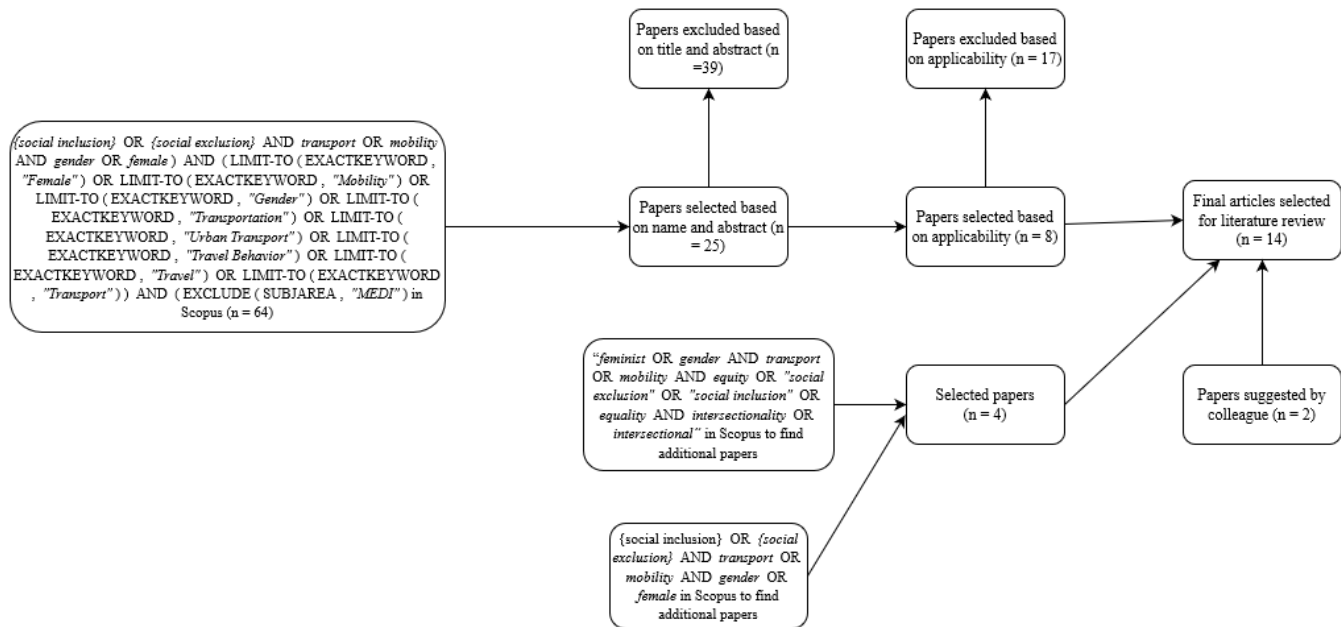 Papers excluded based
on title and abstract (n
=39)
Papers excluded based
on applicability (n = 17)
{social inclusion} OR {social exclusion} AND transport OR mobility
AND gender OR female ) AND ( LIMIT-TO ( EXACTKEYWORD ,
"Female" ) OR LIMIT-TO ( EXACTKEYWORD , "Mobility" ) OR
LIMIT-TO ( EXACTKEYWORD , "Gender" ) OR LIMIT-TO (
EXACTKEYWORD , "Transportation" ) OR LIMIT-TO (
EXACTKEYWORD , "Urban Transport" ) OR LIMIT-TO (
EXACTKEYWORD , "Travel Behavior" ) OR LIMIT-TO (
EXACTKEYWORD , "Travel" ) OR LIMIT-TO ( EXACTKEYWORD
, "Transport" ) ) AND ( EXCLUDE ( SUBJAREA , "MEDI" ) in
Scopus (n = 64)
Papers selected based
on name and abstract (n
= 25)
Papers selected based
on applicability (n = 8)
Final articles selected
for literature review
(n = 14)
"feminist OR gender AND transport
OR mobility AND equity OR "social
exclusion" OR "social inclusion" OR
equality AND intersectionality OR
intersectional" in Scopus to find
additional papers
Selected papers
(n = 4)
Papers suggested by
colleague (n = 2)
{social inclusion} OR {social
exclusion} AND transport OR
mobility AND gender OR
female in Scopus to find
additional papers